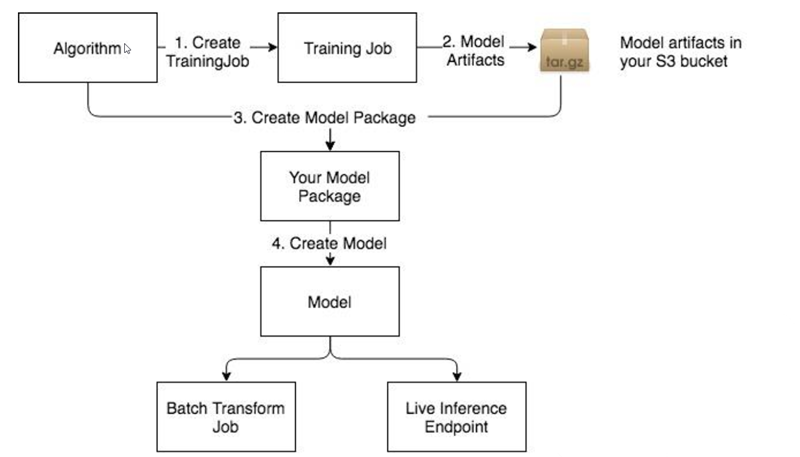 Algorithm
1. Create
TrainingJob
Training Job
2. Model
Artifacts
tar.gz
Model artifacts in
your S3 bucket
3. Create Model Package
Your Model
Package
4. Create Model
Model
Batch Transform
Job
Live Inference
Endpoint